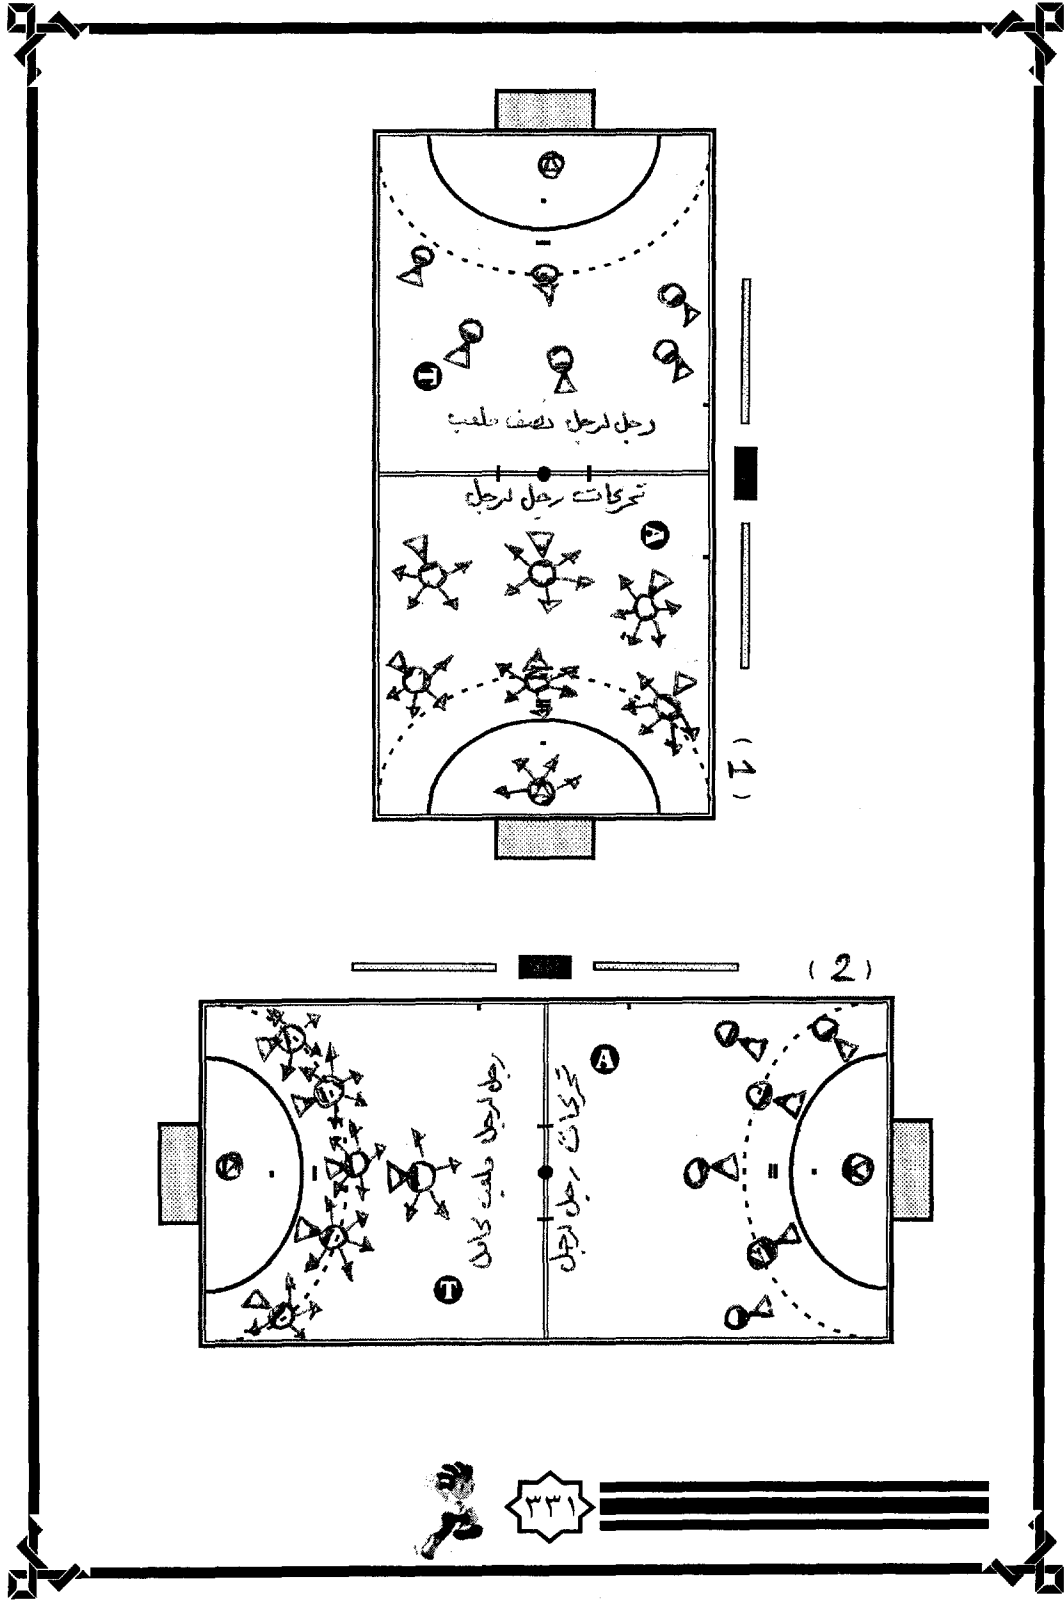 T
رجل لرجل نصف ملعب
تحركات رجل لرجل
A
(1)
(2)
A
رجل لرجل ملعب كامل
تحركات رجل لرجل
T
٣٣١